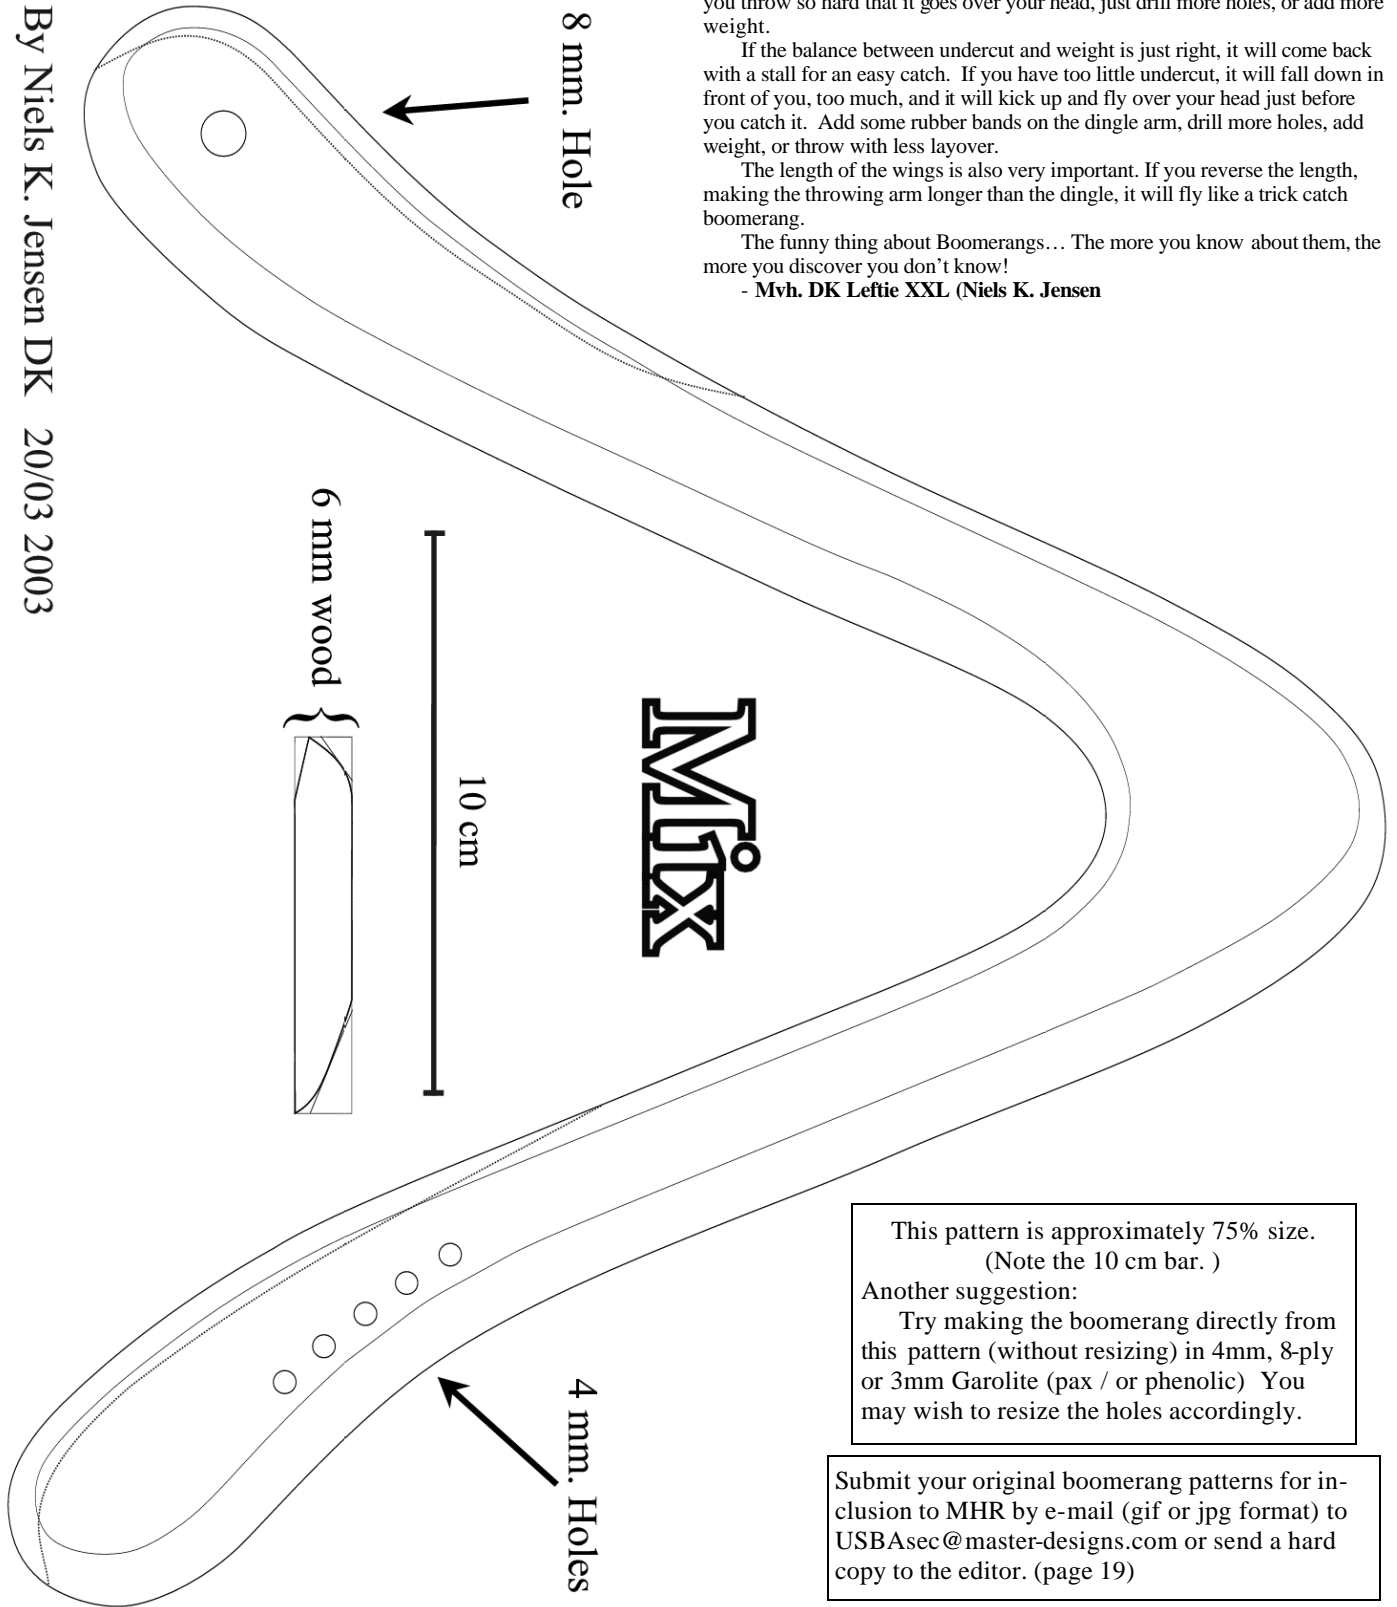 you throw so hard that it goes over your head, just drill more holes, or add more
weight.
If the balance between undercut and weight is just right, it will come back
with a stall for an easy catch. If you have too little undercut, it will fall down in
front of you, too much, and it will kick up and fly over your head just before
you catch it. Add some rubber bands on the dingle arm, drill more holes, add
weight, or throw with less layover.
The length of the wings is also very important. If you reverse the length,
making the throwing arm longer than the dingle, it will fly like a trick catch
boomerang.
The funny thing about Boomerangs… The more you know about them, the
more you discover you don’t know!
- Mvh. DK Leftie XXL (Niels K. Jensen
8 mm. Hole
By Niels K. Jensen DK 20/03 2003
6 mm wood
10 cm
Mix
4 mm. Holes
This pattern is approximately 75% size.
(Note the 10 cm bar. )
Another suggestion:
Try making the boomerang directly from
this pattern (without resizing) in 4mm, 8-ply
or 3mm Garolite (pax / or phenolic) You
may wish to resize the holes accordingly.
Submit your original boomerang patterns for in-
clusion to MHR by e-mail (gif or jpg format) to
USBAsec@master-designs.com or send a hard
copy to the editor. (page 19)